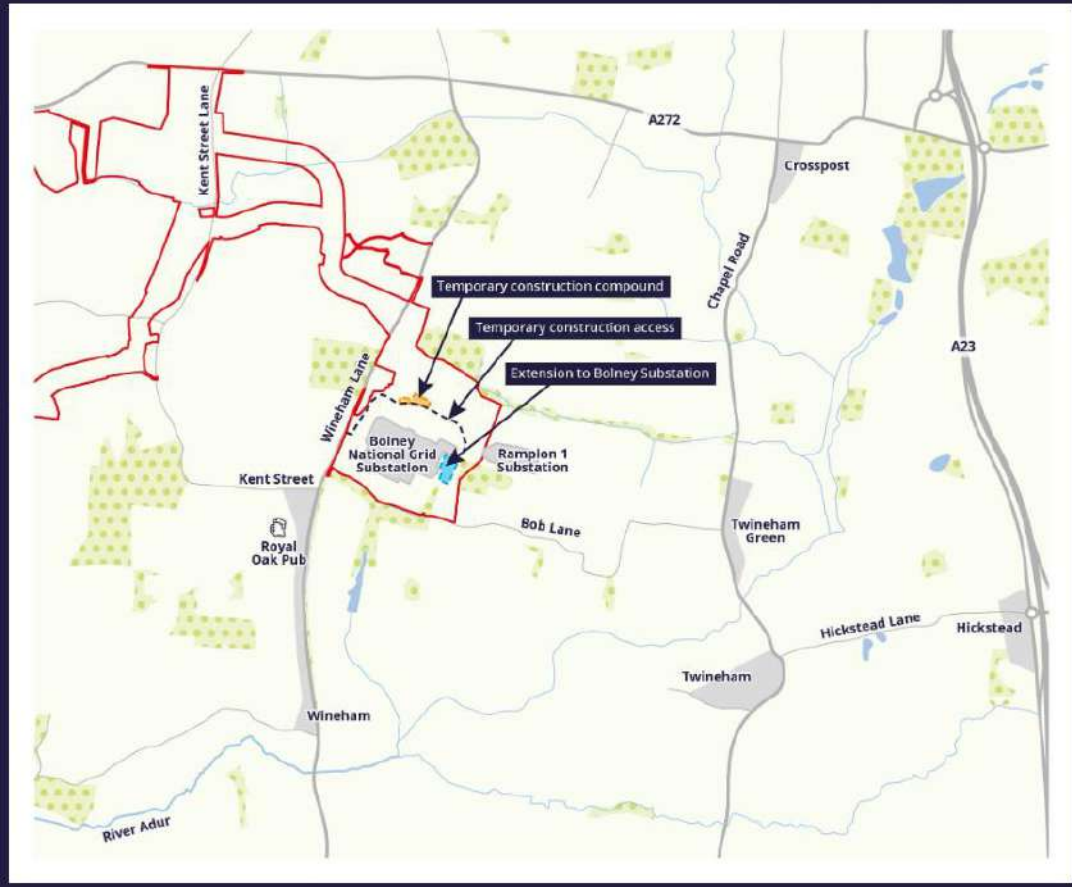 A272
Kent Street Lane
Crosspost
Chapel Road
Temporary construction compound
Temporary construction access
A23
Extension to Bolney Substation
Wineham Lane
Bolney
National Grid
Substation
Rampion 1
Substation
Kent Street
Bob Lane
Twineham
Green
Royal
Oak Pub
Hickstead Lane
Hickstead
Twineham
Wineham
River Adur